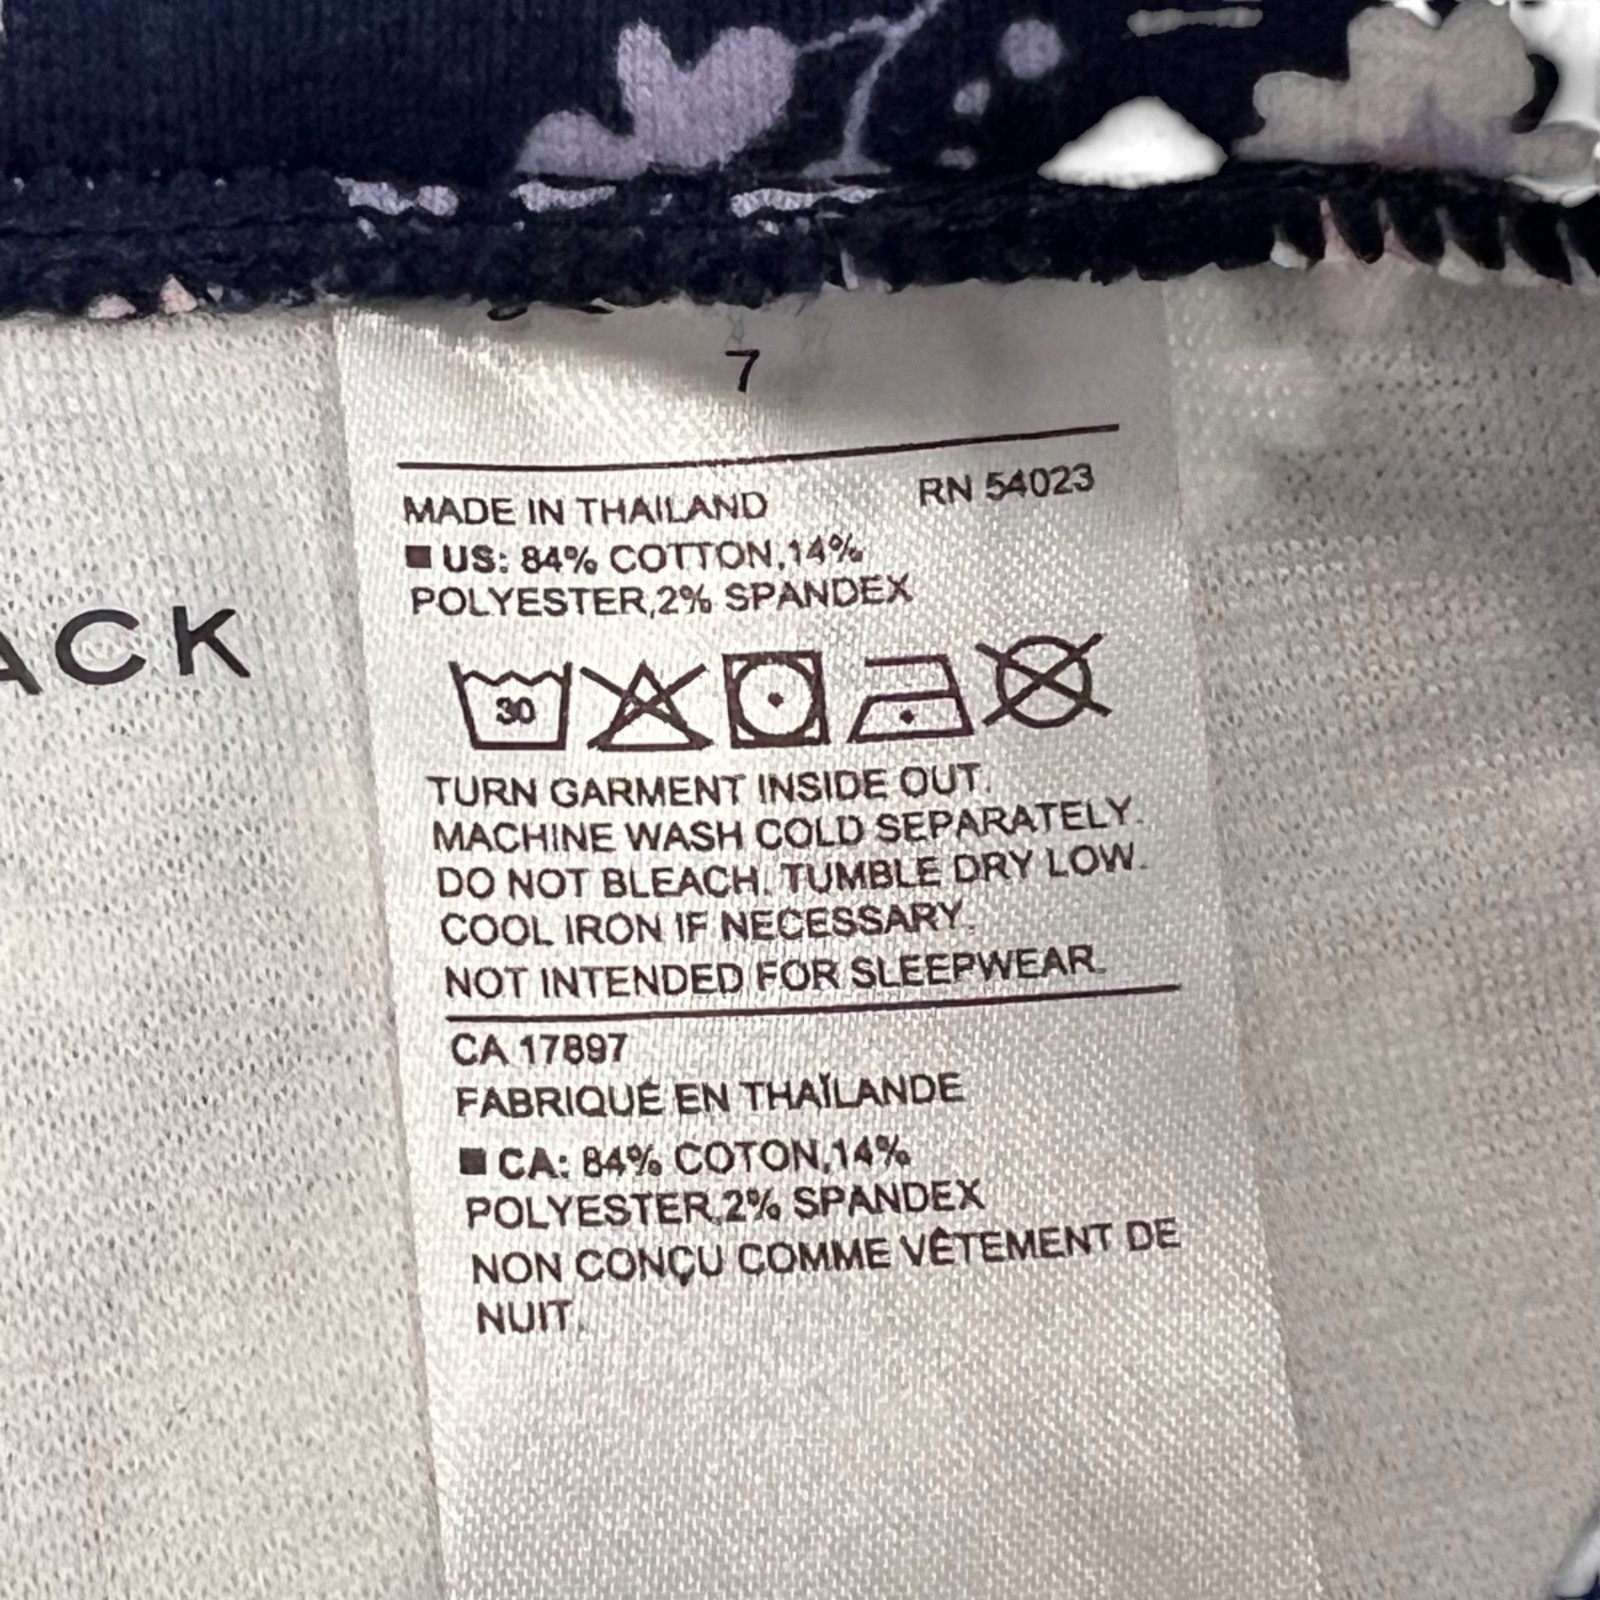 7
MADE IN THAILAND RN 54023
US: 84% COTTON,14%
POLYESTER,2% SPANDEX
ACK
30
TURN GARMENT INSIDE OUT.
MACHINE WASH COLD SEPARATELY.
DO NOT BLEACH. TUMBLE DRY LOW.
COOL IRON IF NECESSARY.
NOT INTENDED FOR SLEEPWEAR.
CA 17897
FABRIQUÉ EN THAÏLANDE
CA: 84% COTON,14%
POLYESTER,2% SPANDEX
NON CONÇU COMME VÊTEMENT DE
NUIT.